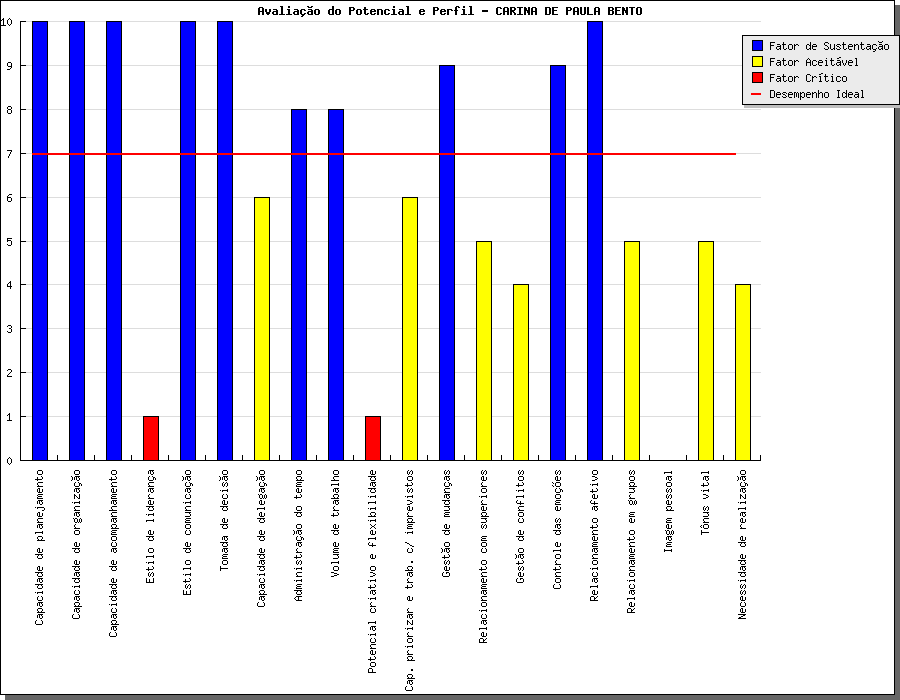 Avaliação do Potencial e Perfil - CARINA DE PAULA BENTO
Fator de Sustentação
Fator Aceitável
Fator Crítico
Desempenho Ideal
10
9
8
7
6
5
4
3
2
1
0
Capacidade de planejamento
Capacidade de organização
Capacidade de acompanhamento
Estilo de liderança
Estilo de comunicação
Tomada de decisão
Capacidade de delegação
Administração do tempo
Volume de trabalho
Potencial criativo e flexibilidade
Cap. priorizar e trab. c/ imprevistos
Gestão de mudanças
Relacionamento com superiores
Gestão de conflitos
Controle das emoções
Relacionamento afetivo
Relacionamento em grupos
Imagem pessoal
Tônus vital
Necessidade de realização